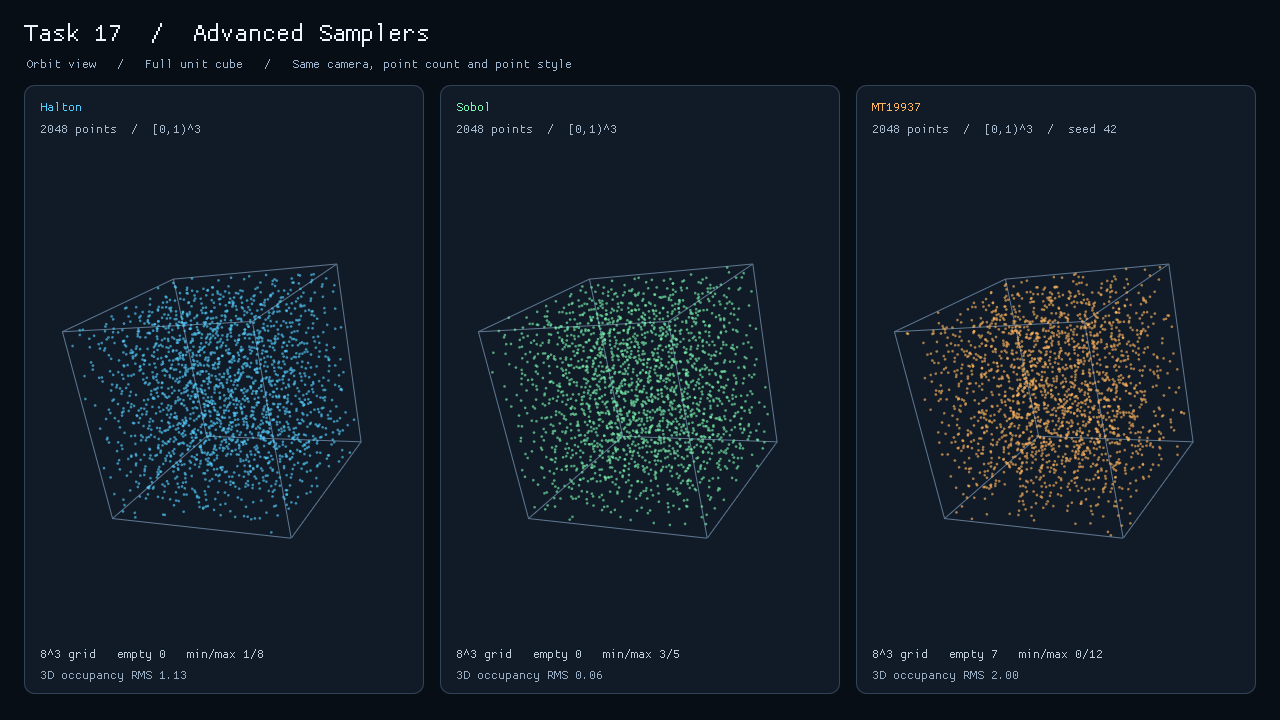 Task 17 / Advanced Samplers
Orbit view / Full unit cube / Same camera, point count and point style
Halton
2048 points / [0,1)^3
8^3 grid empty 0 min/max 1/8
3D occupancy RMS 1.13
Sobol
2048 points / [0,1)^3
8^3 grid empty 0 min/max 3/5
3D occupancy RMS 0.06
MT19937
2048 points / [0,1)^3 / seed 42
8^3 grid empty 7 min/max 0/12
3D occupancy RMS 2.00